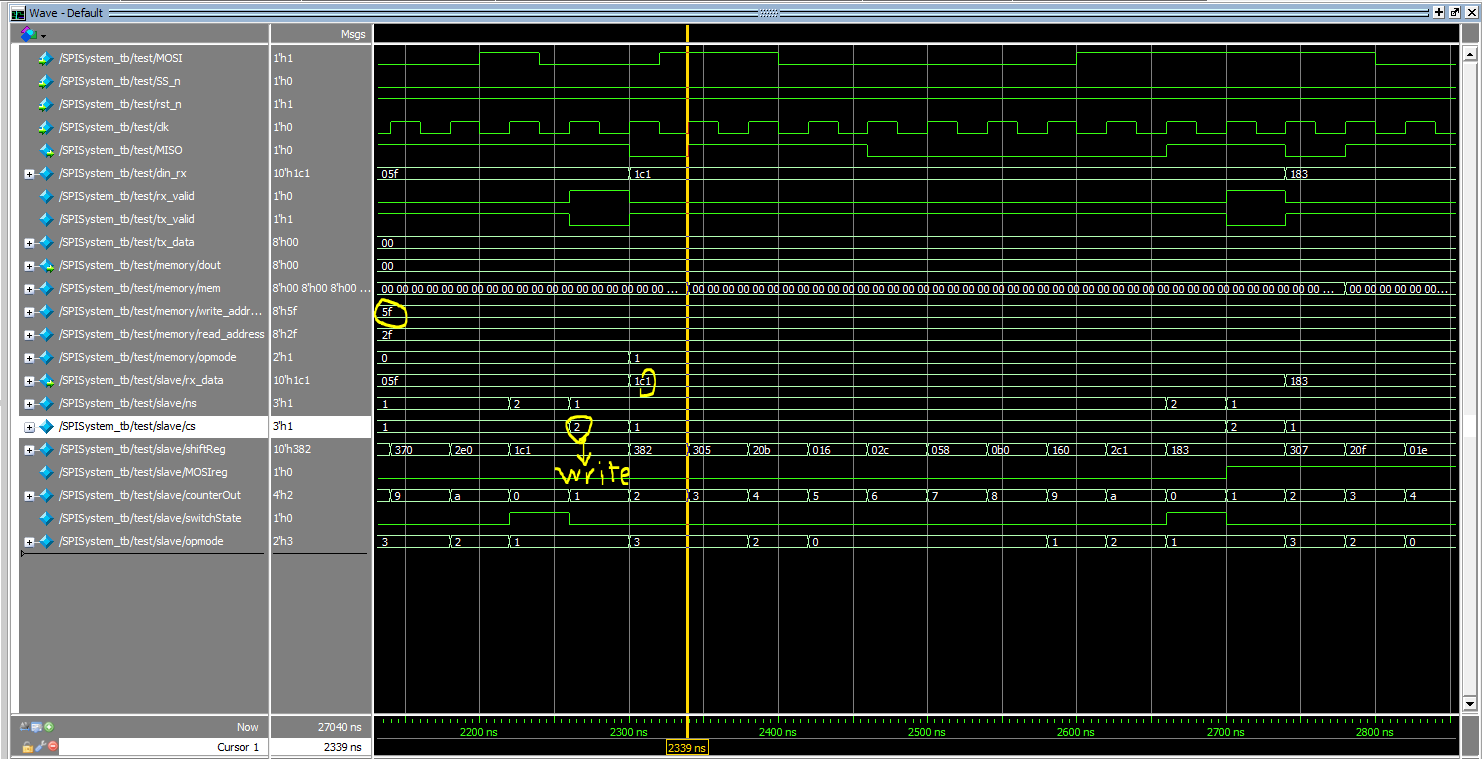 Wave - Default
Msgs
/SPISystem_tb/test/MOSI 1'h1
/SPISystem_tb/test/SS_n 1'h0
/SPISystem_tb/test/rst_n 1'h1
/SPISystem_tb/test/clk 1'h0
/SPISystem_tb/test/MISO 1'h0
/SPISystem_tb/test/din_rx 10'h1c1 05f 1c1 183
/SPISystem_tb/test/rx_valid 1'h0
/SPISystem_tb/test/tx_valid 1'h1
/SPISystem_tb/test/tx_data 8'h00 00
/SPISystem_tb/test/memory/dout 8'h00 00
/SPISystem_tb/test/memory/mem 8'h00 8'h00 8'h00 ... 00 00 00 00 00 00 00 00 00 00 00 00 00 00 00 00 00 00 00 ... 00 00 00 00 00 00 00 00 00 00 00 00 00 00 00 00 00 00 00 00 00 00 00 00 00 00 00 00 00 00 00 00 00 00 00 00 00 00 00 00 00 00 ... 00 00 00 00 00 00...
/SPISystem_tb/test/memory/write_addr... 8'h5f 5f
/SPISystem_tb/test/memory/read_address 8'h2f 2f
/SPISystem_tb/test/memory/opmode 2'h1 0 1
/SPISystem_tb/test/slave/rx_data 10'h1c1 05f 1c1 183
/SPISystem_tb/test/slave/ns 3'h1 1 2 1 2 1
/SPISystem_tb/test/slave/cs 3'h1 1 2 1 2 1
/SPISystem_tb/test/slave/shiftReg 10'h382 370 2e0 1c1 382 305 20b 016 02c 058 0b0 160 2c1 183 307 20f 01e
write
/SPISystem_tb/test/slave/MOSIreg 1'h0
/SPISystem_tb/test/slave/counterOut 4'h2 9 a 0 1 2 3 4 5 6 7 8 9 a 0 1 2 3 4
/SPISystem_tb/test/slave/switchState 1'h0
/SPISystem_tb/test/slave/opmode 2'h3 3 2 1 3 2 0 1 2 1 3 2 0
Now 27040 ns 2200 ns 2300 ns 2400 ns 2500 ns 2600 ns 2700 ns 2800 ns
Cursor 1 2339 ns 2339 ns